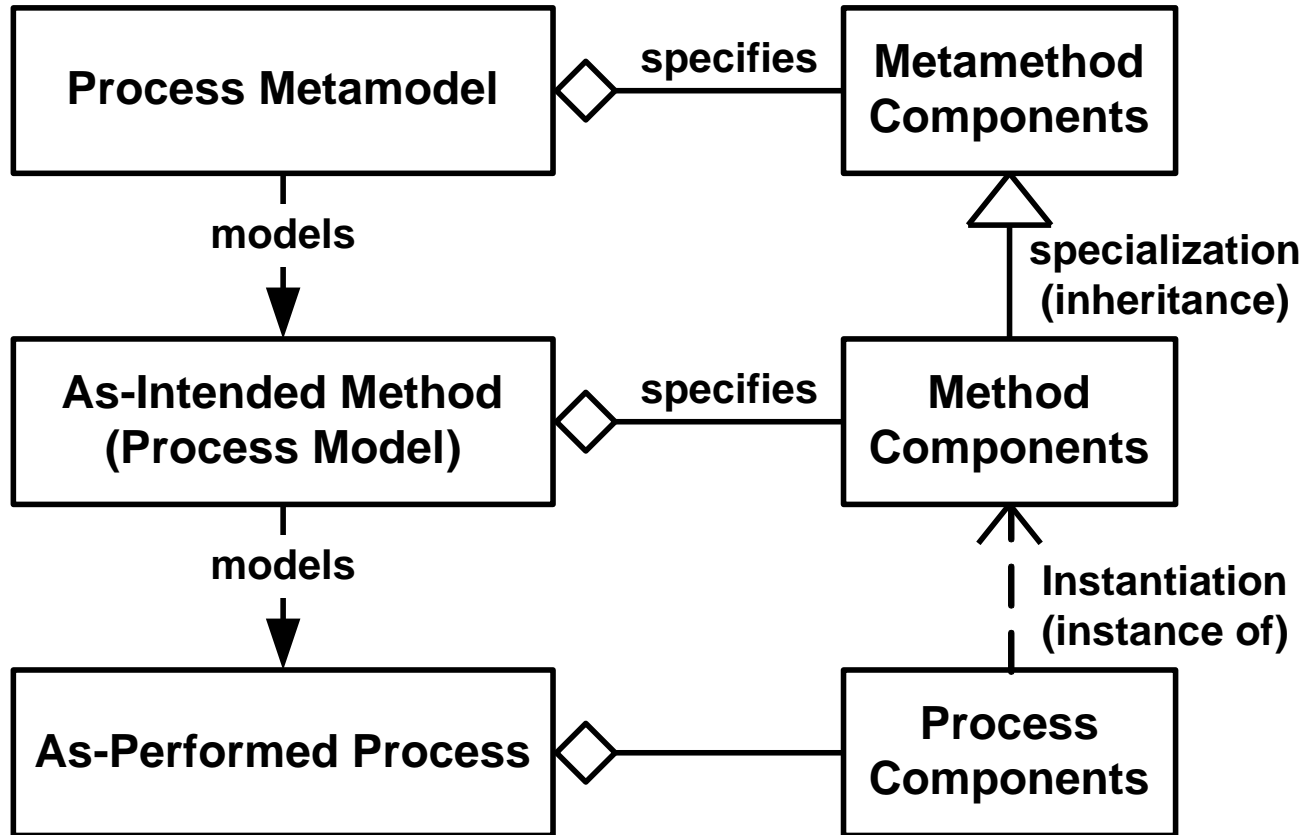 Process Metamodel
specifies
Metamethod
Components
models
specialization
(inheritance)
As-Intended Method
(Process Model)
specifies
Method
Components
models
Instantiation
(instance of)
As-Performed Process
Process
Components